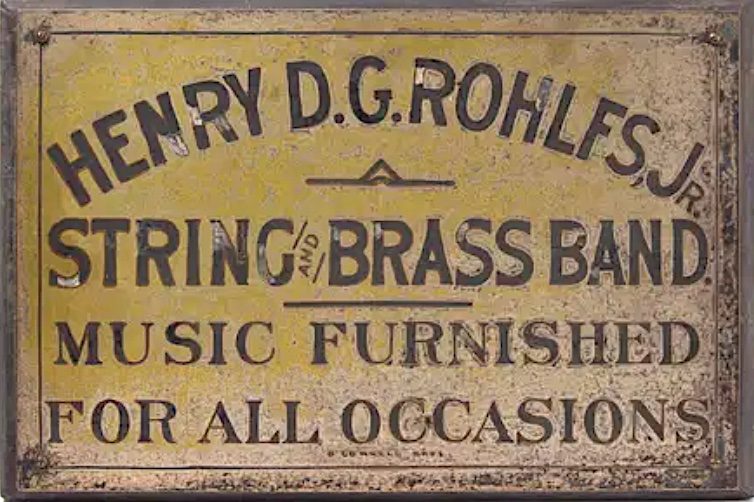 HENRY D.G. ROHLFS, JR.
STRING AND BRASS BAND.
MUSIC FURNISHED
FOR ALL OCCASIONS